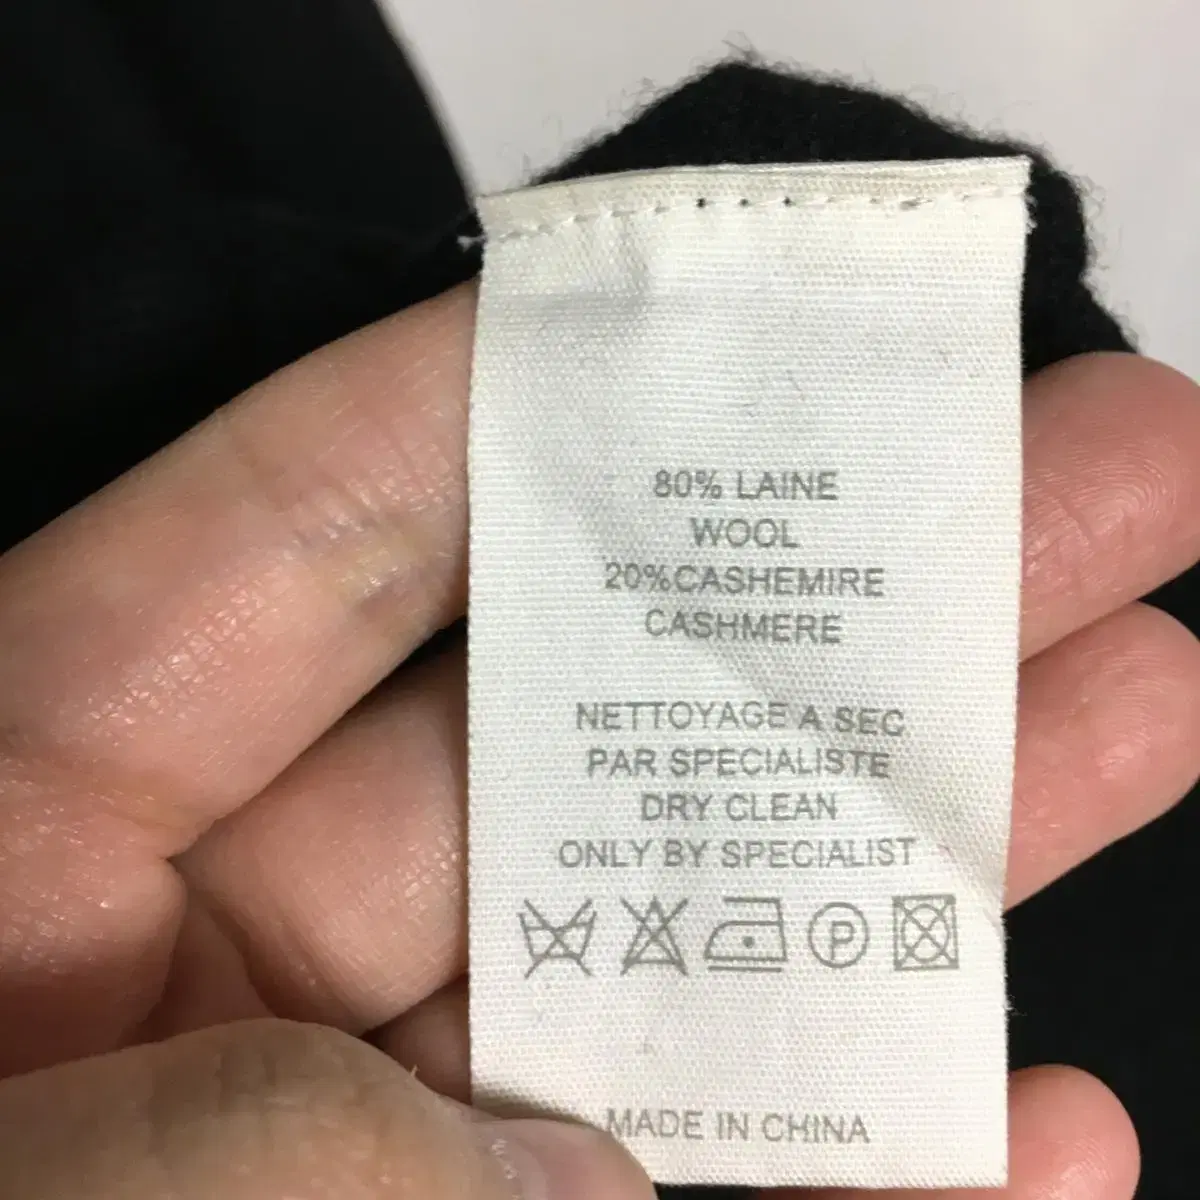 80% LAINE
WOOL
20%CASHEMIRE
CASHMERE
NETTOYAGE A SEC
PAR SPECIALISTE
DRY CLEAN
ONLY BY SPECIALIST
P
MADE IN CHINA